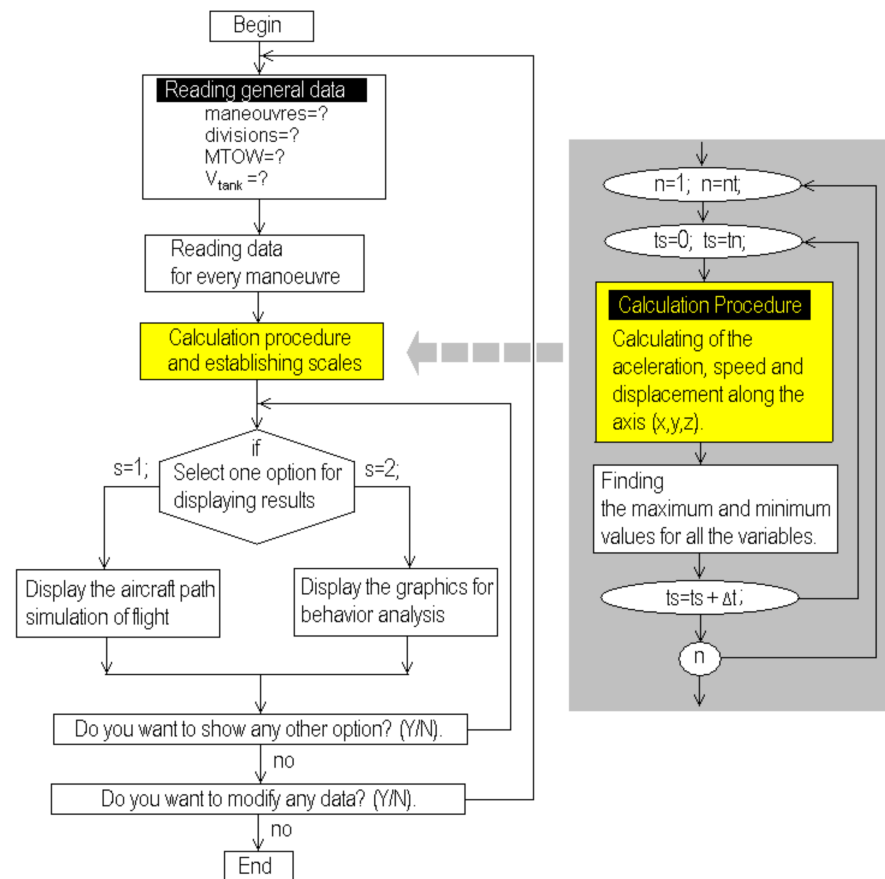 Begin
Reading general data
maneouvres=?
divisions=?
MTOW=?
Vtank =?
Reading data
for every manoeuvre
Calculation procedure
and establishing scales
if
s=1;
Select one option for
s=2;
displaying results
Display the aircraft path
simulation of flight
Display the graphics for
behavior analysis
Do you want to show any other option? (Y/N).
no
Do you want to modify any data? (Y/N).
no
End
n=1; n=nt;
ts=0; ts=tn;
Calculation Procedure
Calculating of the
aceleration, speed and
displacement along the
axis (x,y,z).
Finding
the maximum and minimum
values for all the variables.
ts=ts + Δt;
n